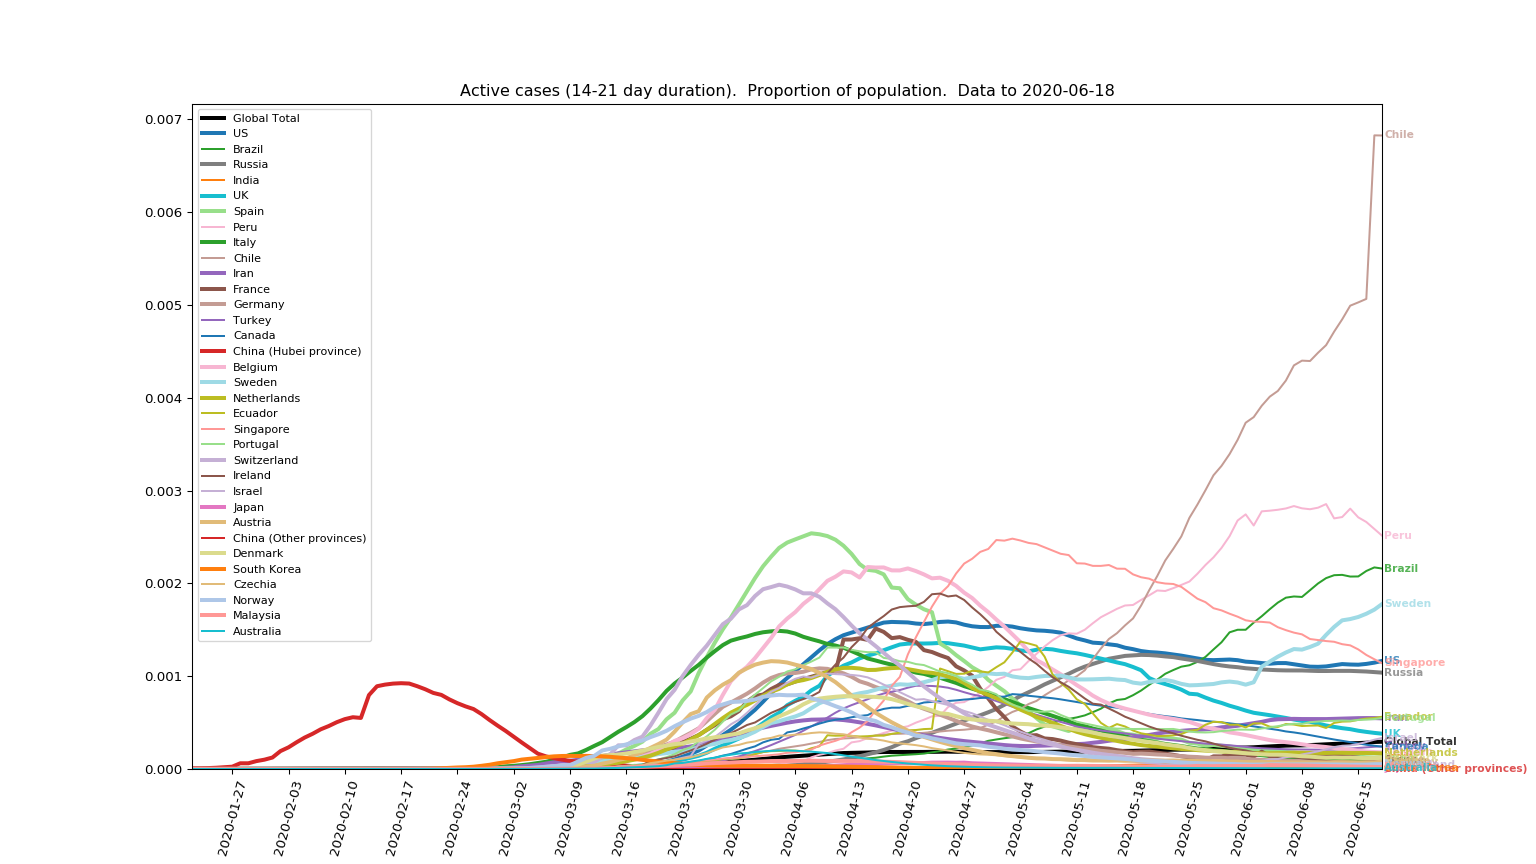 Active cases (14-21 day duration).  Proportion of population.  Data to 2020-06-18
0.007
0.006
0.005
0.004
0.003
0.002
0.001
0.000
Global Total
US
Brazil
Russia
India
UK
Spain
Peru
Italy
Chile
Iran
France
Germany
Turkey
Canada
China (Hubei province)
Belgium
Sweden
Netherlands
Ecuador
Singapore
Portugal
Switzerland
Ireland
Israel
Japan
Austria
China (Other provinces)
Denmark
South Korea
Czechia
Norway
Malaysia
Australia
Chile
Peru
Brazil
Sweden
US
Singapore
Russia
Ecuador
Portugal
UK
Israel
Global Total
Canada
Netherlands
China (Other provinces)
2020-01-27
2020-02-03
2020-02-10
2020-02-17
2020-02-24
2020-03-02
2020-03-09
2020-03-16
2020-03-23
2020-03-30
2020-04-06
2020-04-13
2020-04-20
2020-04-27
2020-05-04
2020-05-11
2020-05-18
2020-05-25
2020-06-01
2020-06-08
2020-06-15